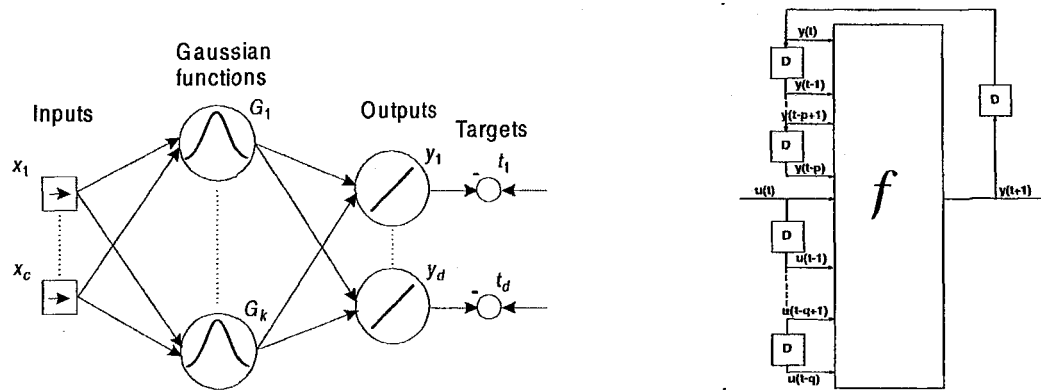 Gaussian
functions
Inputs
G1
Outputs
Targets
x1
y1
t1
-
xc
yd
td
-
Gk
y(t)
D
y(t-1)
D
y(t-p+1)
D
y(t-p)
u(t)
f
y(t+1)
D
u(t-1)
u(t-q+1)
D
u(t-q)